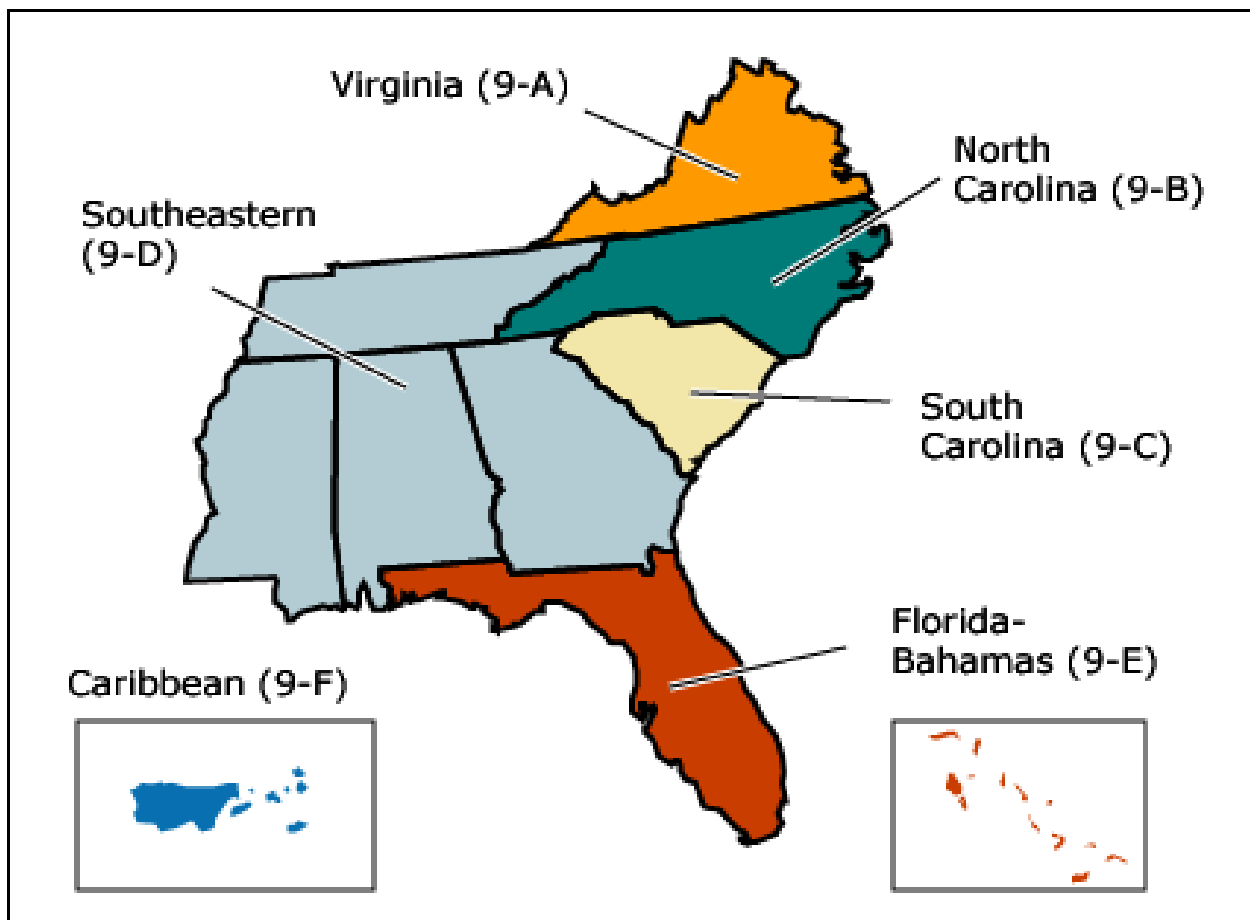 Virginia (9-A)
North
Carolina (9-B)
Southeastern
(9-D)
South
Carolina (9-C)
Florida-
Bahamas (9-E)
Caribbean (9-F)